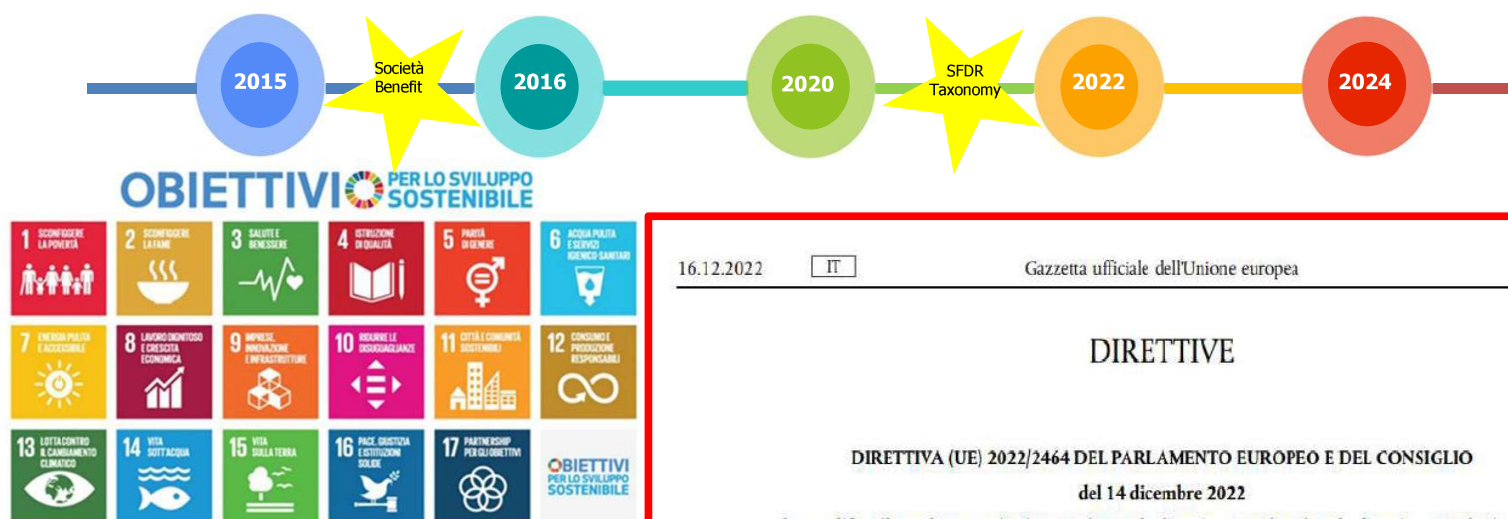 2015
Società
Benefit
2016
2020
SFDR
Taxonomy
2022
2024
OBIETTIVI PER LO SVILUPPO
SOSTENIBILE
1 SCONFIGGERE
LA POVERTÀ
2 SCONFIGGERE
LA FAME
3 SALUTE E
BENESSERE
4 ISTRUZIONE
DI QUALITÀ
5 PARITÀ
DI GENERE
6 ACQUA PULITA
E SERVIZI
IGIENICO-SANITARI
7 ENERGIA PULITA
E ACCESSIBILE
8 LAVORO DIGNITOSO
E CRESCITA
ECONOMICA
9 IMPRESE,
INNOVAZIONE
E INFRASTRUTTURE
10 RIDURRE LE
DISUGUAGLIANZE
11 CITTÀ E COMUNITÀ
SOSTENIBILI
12 CONSUMO E
PRODUZIONE
RESPONSABILI
13 LOTTA CONTRO
IL CAMBIAMENTO
CLIMATICO
14 VITA
SOTT'ACQUA
15 VITA
SULLA TERRA
16 PACE, GIUSTIZIA
E ISTITUZIONI
SOLIDE
17 PARTNERSHIP
PER GLI OBIETTIVI
OBIETTIVI
PER LO SVILUPPO
SOSTENIBILE
16.12.2022 IT Gazzetta ufficiale dell'Unione europea
DIRETTIVE
DIRETTIVA (UE) 2022/2464 DEL PARLAMENTO EUROPEO E DEL CONSIGLIO
del 14 dicembre 2022